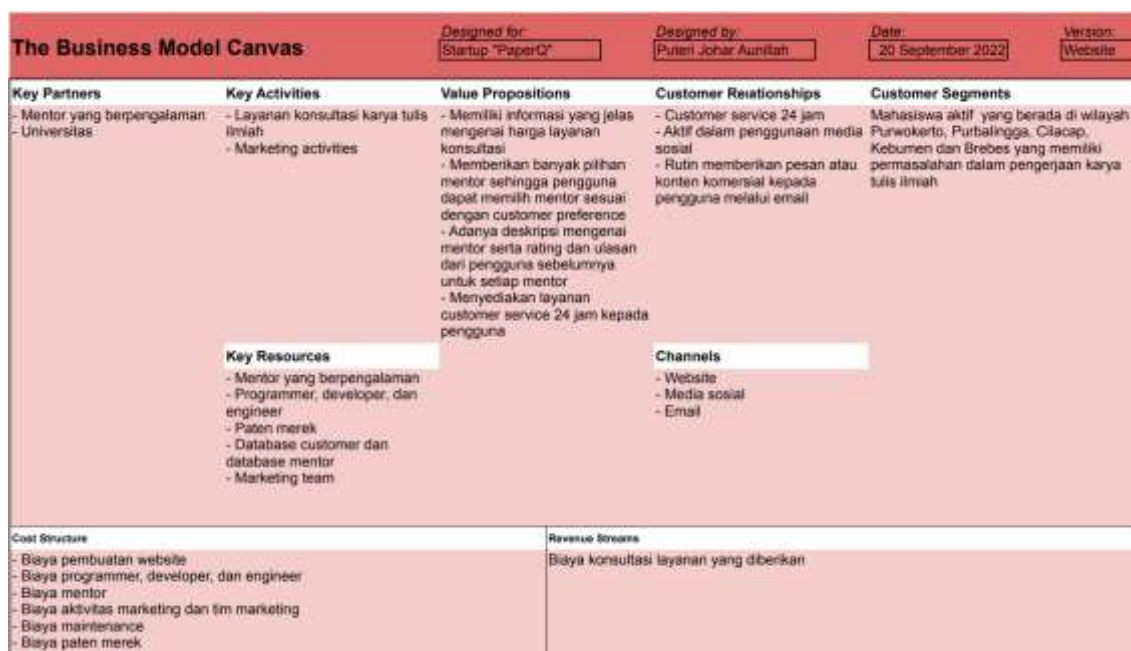 The Business Model Canvas
Designed for:
Startup "PaperQ"
Designed by:
Puteri Johar Aunillah
Date:
20 September 2022
Version:
Website
Key Partners
- Mentor yang berpengalaman
- Universitas
Key Activities
- Layanan konsultasi karya tulis
ilmiah
- Marketing activities
Value Propositions
- Memiliki informasi yang jelas
mengenai harga layanan
konsultasi
- Memberikan banyak pilihan
mentor sehingga pengguna
dapat memilih mentor sesuai
dengan customer preference
- Adanya deskripsi mengenai
mentor serta rating dan ulasan
dari pengguna sebelumnya
untuk setiap mentor
- Menyediakan layanan
customer service 24 jam kepada
pengguna
Customer Relationships
- Customer service 24 jam
- Aktif dalam penggunaan media
sosial
- Rutin memberikan pesan atau
konten komersial kepada
pengguna melalui email
Customer Segments
Mahasiswa aktif yang berada di wilayah
Purwokerto, Purbalingga, Cilacap,
Kebumen dan Brebes yang memiliki
permasalahan dalam pengerjaan karya
tulis ilmiah
Key Resources
- Mentor yang berpengalaman
- Programmer, developer, dan
engineer
- Paten merek
- Database customer dan
database mentor
- Marketing team
Channels
- Website
- Media sosial
- Email
Cost Structure
- Biaya pembuatan website
- Biaya programmer, developer, dan engineer
- Biaya mentor
- Biaya aktivitas marketing dan tim marketing
- Biaya maintenance
- Biaya paten merek
Revenue Streams
Biaya konsultasi layanan yang diberikan